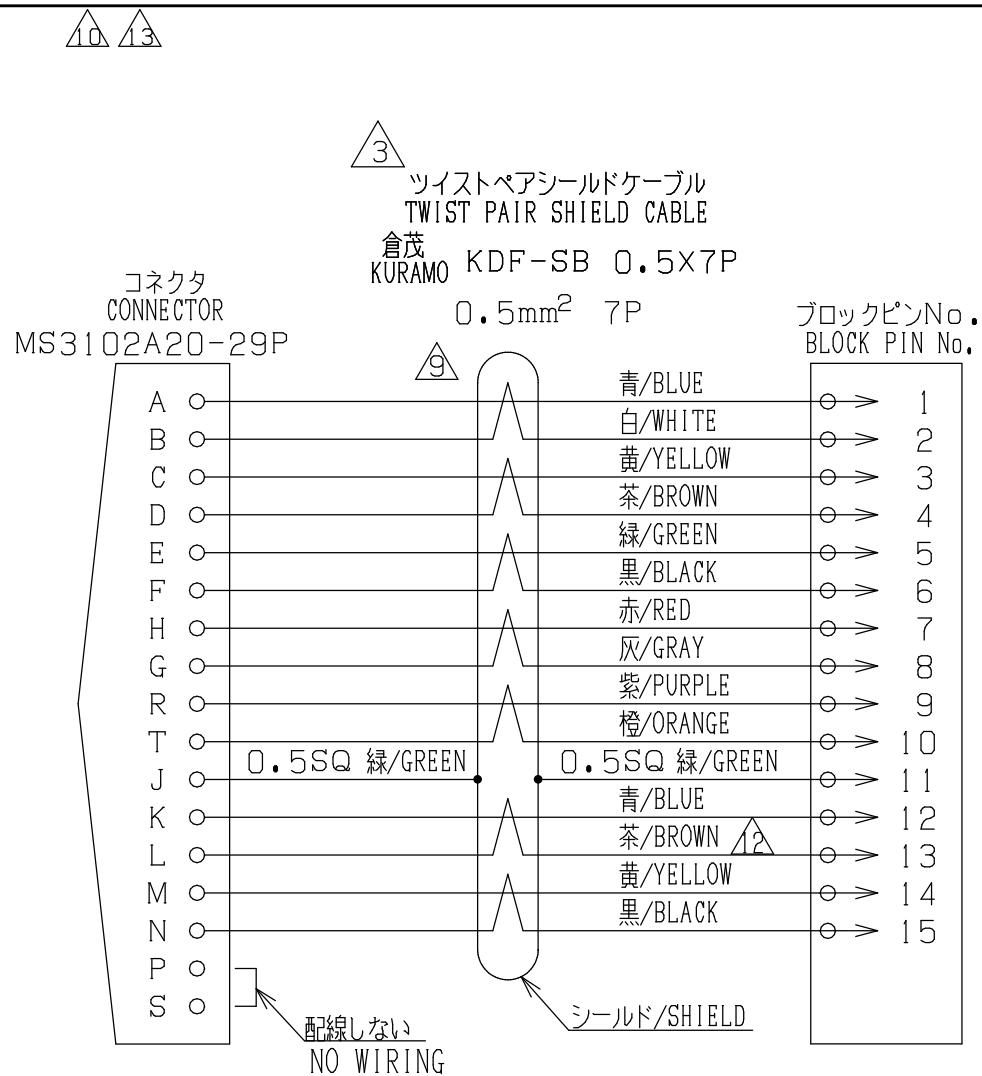 10 13
3
ツイストペアシールドケーブル
TWIST PAIR SHIELD CABLE
倉茂
KURAMO
KDF-SB 0.5X7P
0.5mm² 7P
コネクタ
CONNECTOR
MS3102A20-29P
ブロックピンNo.
BLOCK PIN No.
9
A 青/BLUE 1
B 白/WHITE 2
C 黄/YELLOW 3
D 茶/BROWN 4
E 緑/GREEN 5
F 黒/BLACK 6
H 赤/RED 7
G 灰/GRAY 8
R 紫/PURPLE 9
T 橙/ORANGE 10
J 0.5SQ 緑/GREEN 0.5SQ 緑/GREEN 11
K 青/BLUE 12
L 茶/BROWN 12 13
M 黄/YELLOW 14
N 黒/BLACK 15
P
S
配線しない
NO WIRING
シールド/SHIELD